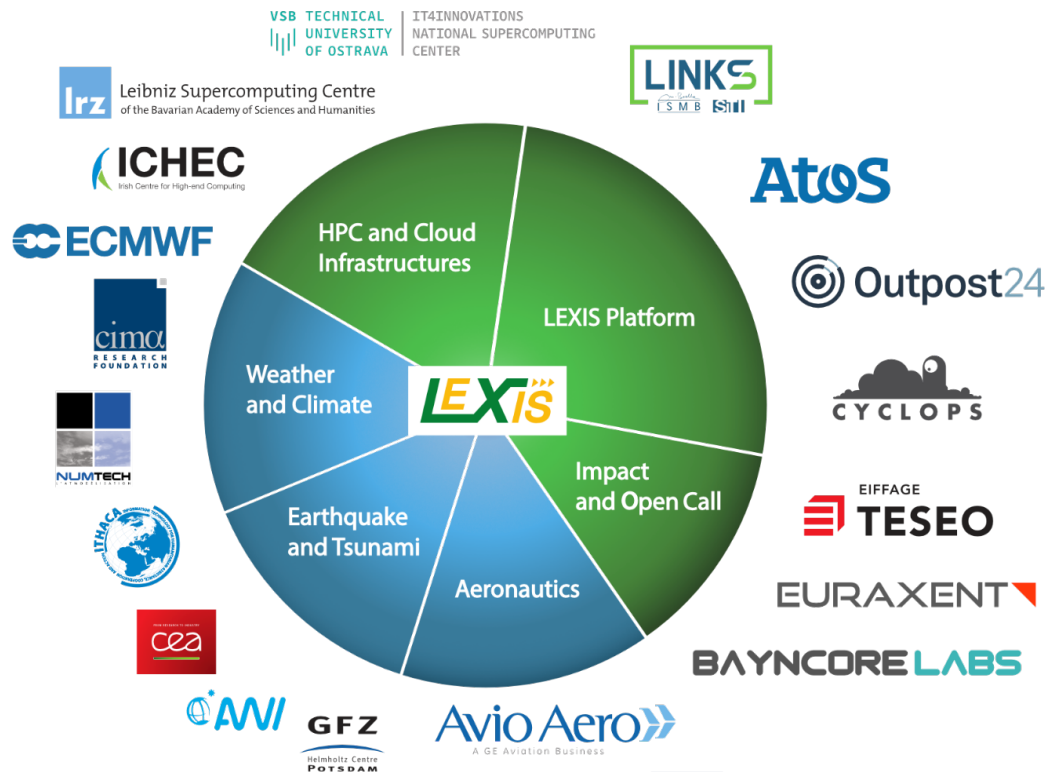 VSB TECHNICAL
UNIVERSITY
OF OSTRAVA
IT4INNOVATIONS
NATIONAL SUPERCOMPUTING
CENTER
LINKS
ISMB STI
lrz
Leibniz Supercomputing Centre
of the Bavarian Academy of Sciences and Humanities
ICHEC
Irish Centre for High-end Computing
Atos
ECMWF
HPC and Cloud
Infrastructures
Outpost24
cima
RESEARCH
FOUNDATION
LEXIS Platform
Weather
and Climate
LEXIS
CYCLOPS
NUMTECH
Impact
and Open Call
EIFFAGE
TESEO
ITHACA
Earthquake
and Tsunami
Aeronautics
EURAXENT
cea
BAYNCORE LABS
AWI
GFZ
Helmholtz Centre
POTSDAM
Avio Aero
A GE Aviation Business